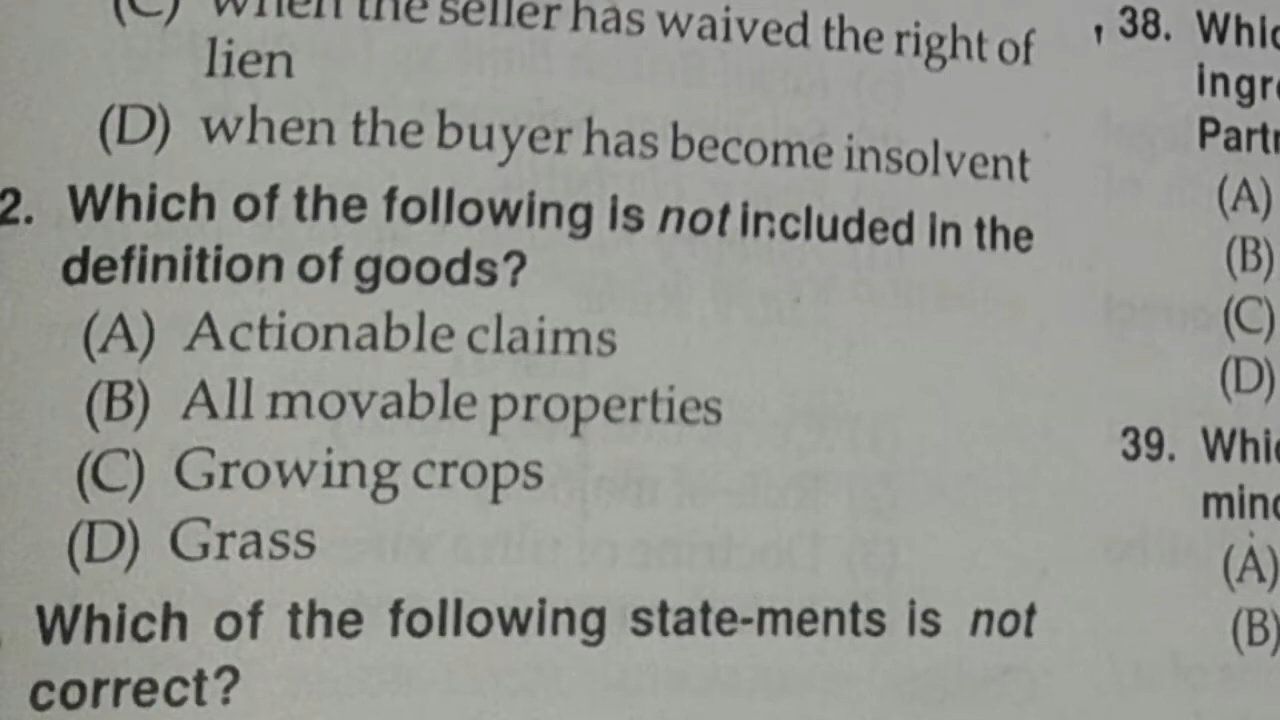 (C) when the seller has waived the right of
lien
(D) when the buyer has become insolvent
2. Which of the following is not included in the
definition of goods?
(A) Actionable claims
(B) All movable properties
(C) Growing crops
(D) Grass
Which of the following state-ments is not
correct?
38.
(A)
(B)
(C)
(D)
39.
(A)
(B)